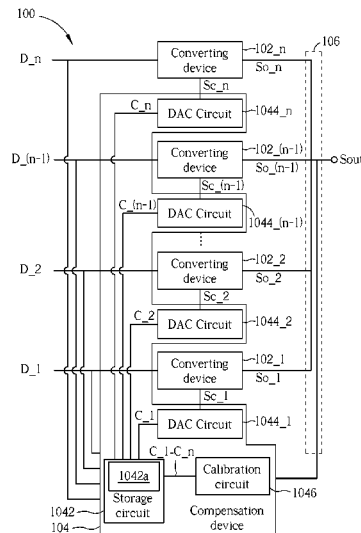 100
106
D_n
Converting device
102_n
So_n
Sc_n
C_n
DAC Circuit
1044_n
D_(n-1)
Converting device
102_(n-1)
So_(n-1)
Sout
Sc_(n-1)
C_(n-1)
DAC Circuit
1044_(n-1)
D_2
Converting device
102_2
So_2
Sc_2
C_2
DAC Circuit
1044_2
D_1
Converting device
102_1
So_1
Sc_1
C_1
DAC Circuit
1044_1
C_1-C_n
1042a
Storage circuit
Calibration circuit
1042
1046
104
Compensation device